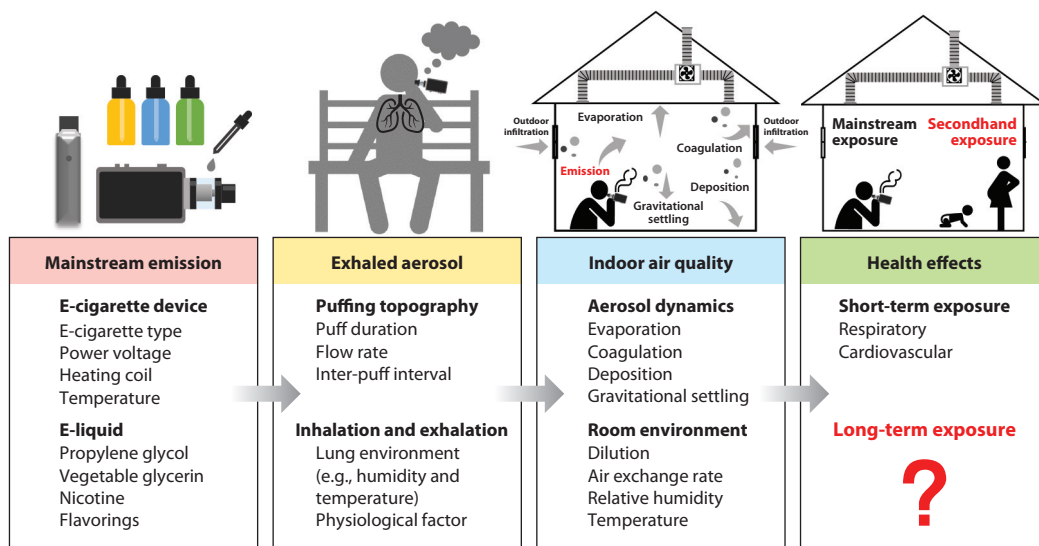 Outdoor
infiltration
Evaporation
Coagulation
Emission
Deposition
Gravitational
settling
Outdoor
infiltration
Mainstream
exposure
Secondhand
exposure
Mainstream emission
E-cigarette device
E-cigarette type
Power voltage
Heating coil
Temperature
E-liquid
Propylene glycol
Vegetable glycerin
Nicotine
Flavorings
Exhaled aerosol
Puffing topography
Puff duration
Flow rate
Inter-puff interval
Inhalation and exhalation
Lung environment
(e.g., humidity and
temperature)
Physiological factor
Indoor air quality
Aerosol dynamics
Evaporation
Coagulation
Deposition
Gravitational settling
Room environment
Dilution
Air exchange rate
Relative humidity
Temperature
Health effects
Short-term exposure
Respiratory
Cardiovascular
Long-term exposure
?